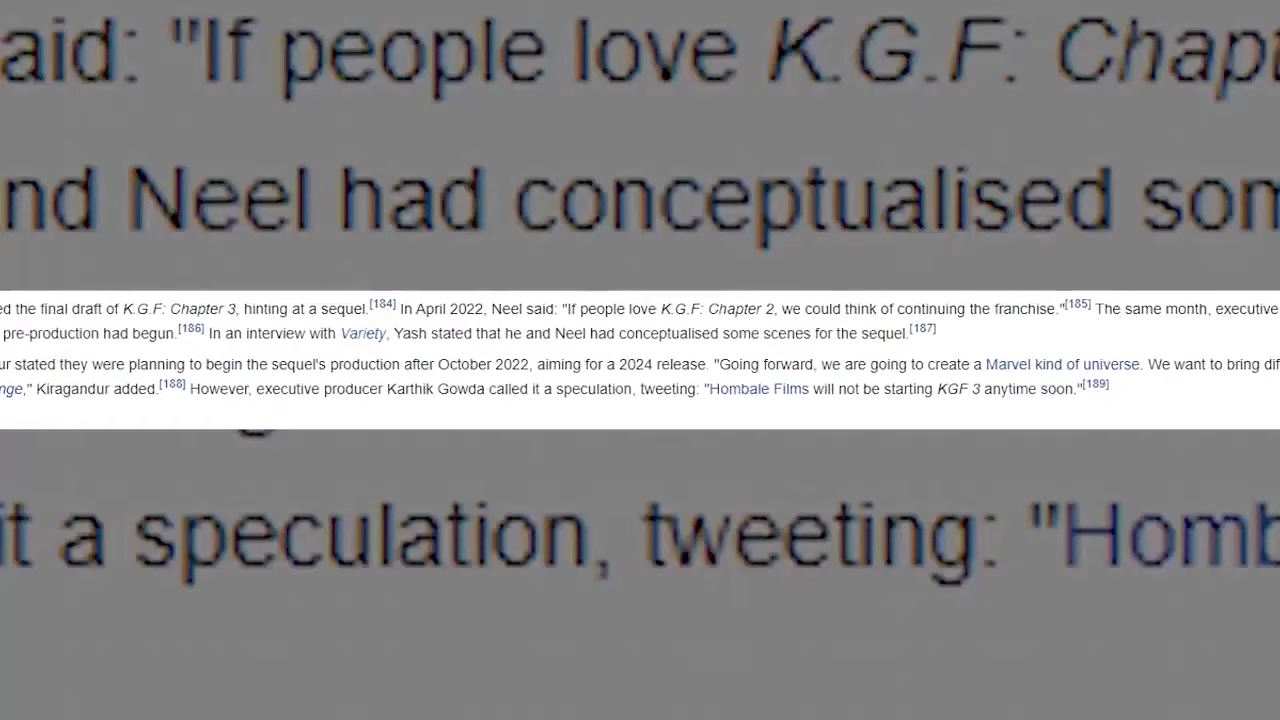 aid: "If people love K.G.F: Chapt
nd Neel had conceptualised som
ed the final draft of K.G.F: Chapter 3, hinting at a sequel.[184] In April 2022, Neel said: "If people love K.G.F: Chapter 2, we could think of continuing the franchise."[185] The same month, executive
pre-production had begun.[186] In an interview with Variety, Yash stated that he and Neel had conceptualised some scenes for the sequel.[187]
ur stated they were planning to begin the sequel's production after October 2022, aiming for a 2024 release. "Going forward, we are going to create a Marvel kind of universe. We want to bring dif
nge," Kiragandur added.[188] However, executive producer Karthik Gowda called it a speculation, tweeting: "Hombale Films will not be starting KGF 3 anytime soon."[189]
it a speculation, tweeting: "Homb